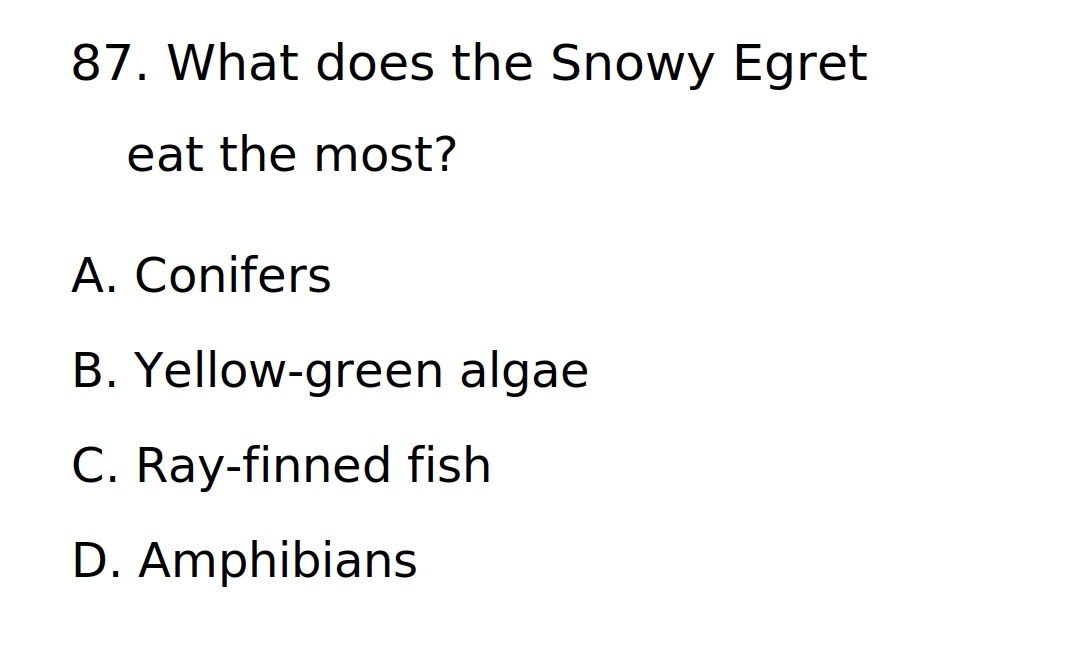 87. What does the Snowy Egret
eat the most?
A. Conifers
B. Yellow-green algae
C. Ray-finned fish
D. Amphibians